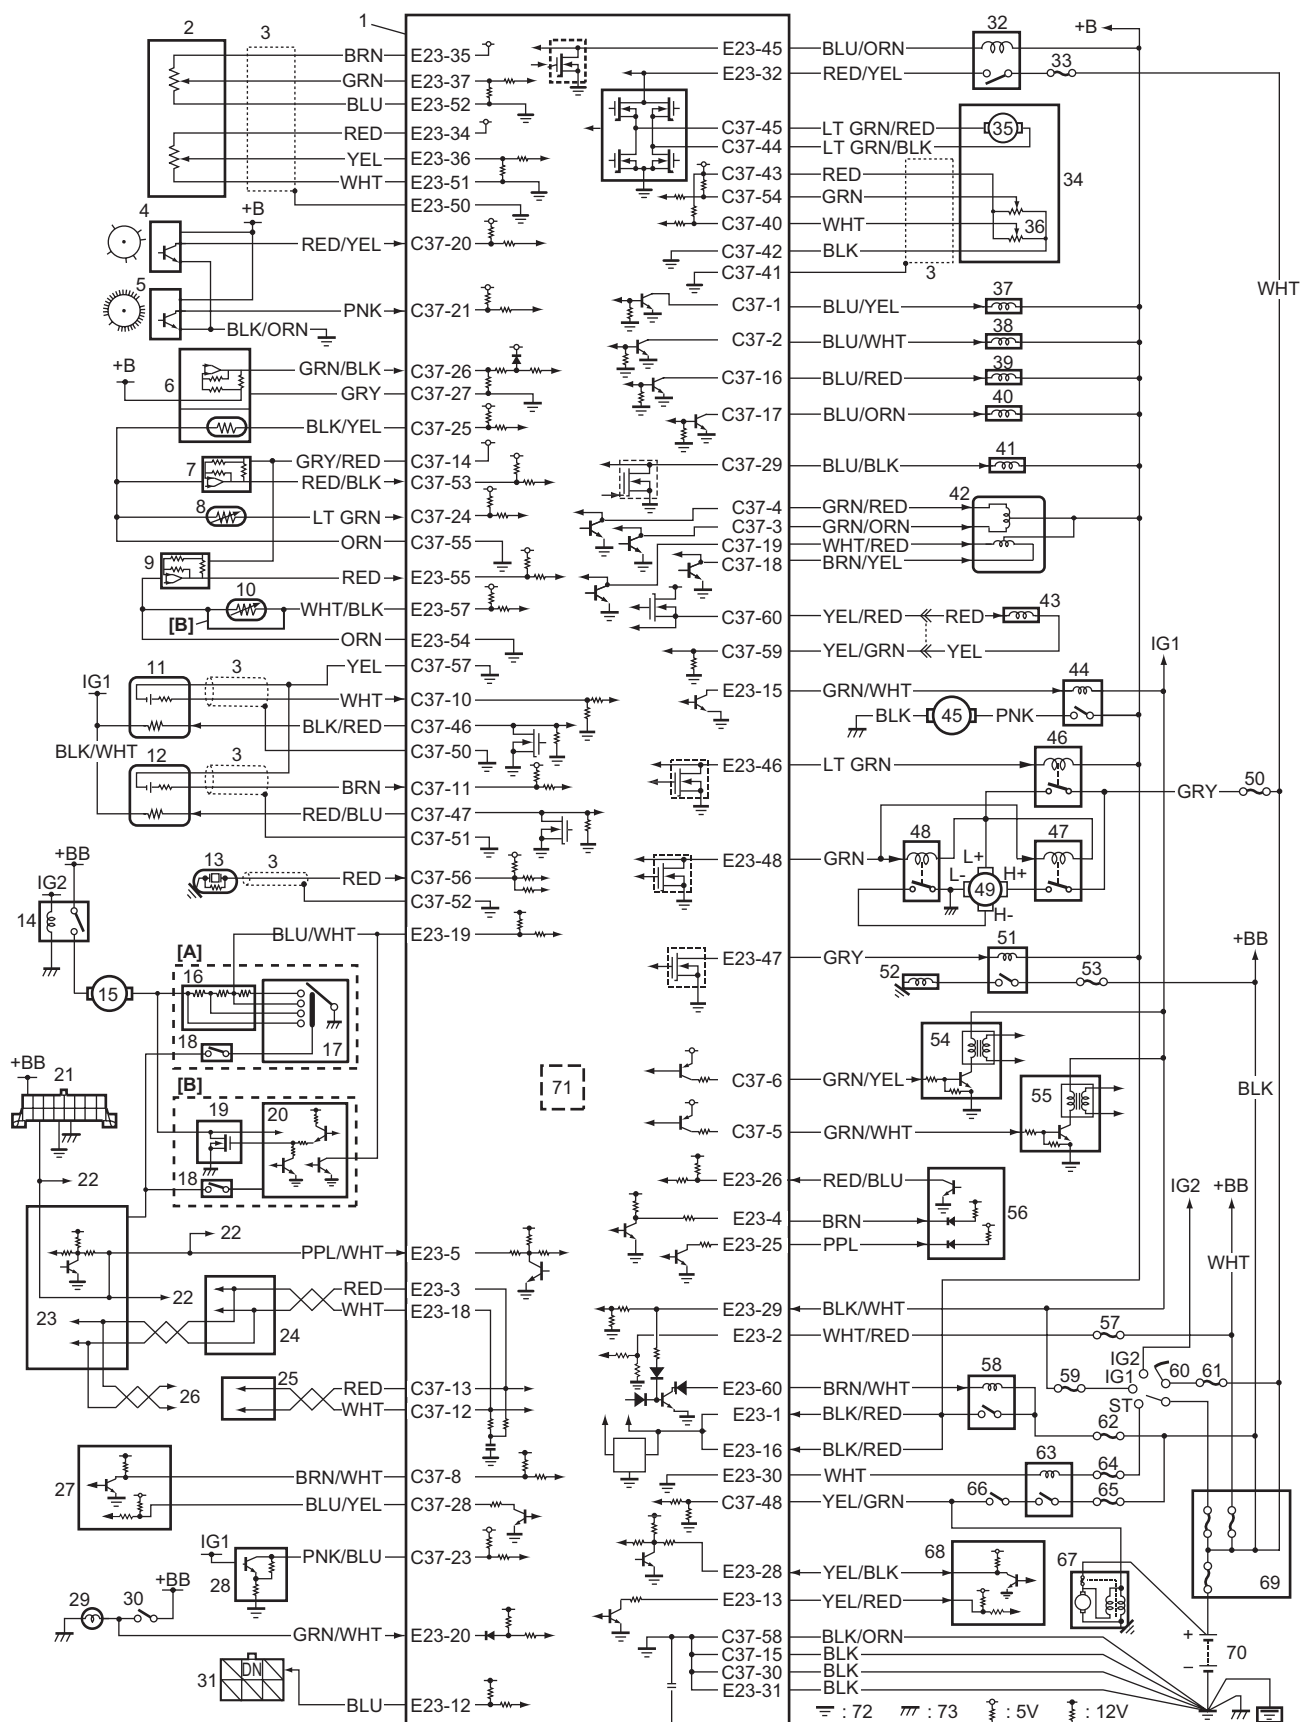 1
2
3
BRN E23-35
GRN E23-37
BLU E23-52
RED E23-34
YEL E23-36
WHT E23-51
E23-50
4
+B
RED/YEL C37-20
5
PNK C37-21
BLK/ORN
+B
6
GRN/BLK C37-26
GRY C37-27
BLK/YEL C37-25
7
GRY/RED C37-14
RED/BLK C37-53
8
LT GRN C37-24
ORN C37-55
9
RED E23-55
10
WHT/BLK E23-57
[B]
ORN E23-54
YEL C37-57
IG1
11
3
WHT C37-10
BLK/RED C37-46
BLK/WHT
C37-50
12
3
BRN C37-11
RED/BLU C37-47
C37-51
+BB
13
3
RED C37-56
IG2
14
C37-52
BLU/WHT E23-19
[A]
15
16
17
18
+BB
21
[B]
19
20
18
22
22
PPL/WHT E23-5
22
23
24
RED E23-3
WHT E23-18
25
26
RED C37-13
WHT C37-12
27
BRN/WHT C37-8
BLU/YEL C37-28
IG1
28
PNK/BLU C37-23
+BB
29
30
GRN/WHT E23-20
31
DN
BLU E23-12
71
E23-45 BLU/ORN
32
+B
E23-32 RED/YEL
33
C37-45 LT GRN/RED
35
C37-44 LT GRN/BLK
C37-43 RED
34
C37-54 GRN
C37-40 WHT
36
C37-42 BLK
C37-41
3
WHT
C37-1 BLU/YEL
37
C37-2 BLU/WHT
38
C37-16 BLU/RED
39
C37-17 BLU/ORN
40
C37-29 BLU/BLK
41
C37-4 GRN/RED
42
C37-3 GRN/ORN
C37-19 WHT/RED
C37-18 BRN/YEL
C37-60 YEL/RED RED
43
C37-59 YEL/GRN YEL
IG1
E23-15 GRN/WHT
44
BLK 45 PNK
46
E23-46 LT GRN
GRY
50
E23-48 GRN
48
47
L+
L-
H+
49
H-
E23-47 GRY
51
52
53
+BB
54
C37-6 GRN/YEL
55
BLK
C37-5 GRN/WHT
E23-26 RED/BLU
56
IG2 +BB
E23-4 BRN
E23-25 PPL
WHT
E23-29 BLK/WHT
E23-2 WHT/RED
57
E23-60 BRN/WHT
58
59
IG2
IG1
60
61
ST
E23-1 BLK/RED
62
E23-16 BLK/RED
E23-30 WHT
63
64
C37-48 YEL/GRN
66
65
E23-28 YEL/BLK
68
67
69
E23-13 YEL/RED
C37-58 BLK/ORN
C37-15 BLK
C37-30 BLK
E23-31 BLK
+
70
−
: 72 : 73 : 5V : 12V